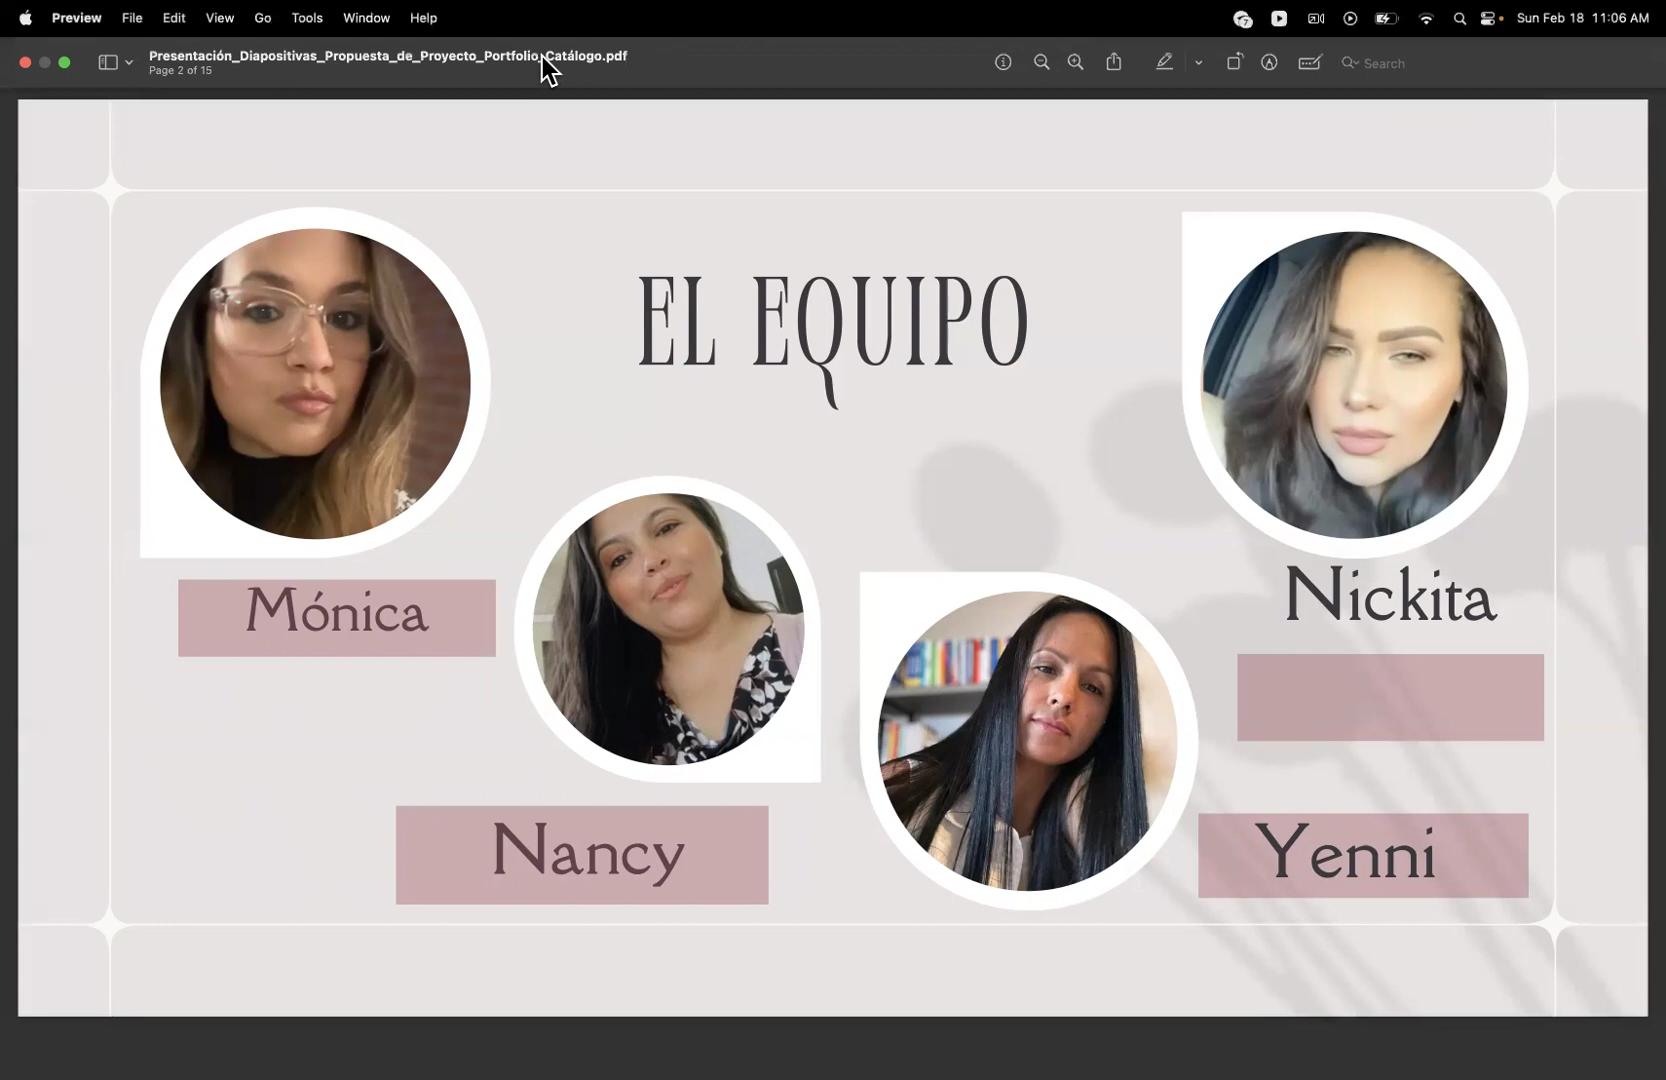 Preview File Edit View Go Tools Window Help
7
Sun Feb 18 11:06 AM
Presentación_Diapositivas_Propuesta_de_Proyecto_Portfolio_Catálogo.pdf
Page 2 of 15
Search
EL EQUIPO
Mónica
Nickita
Nancy
Yenni